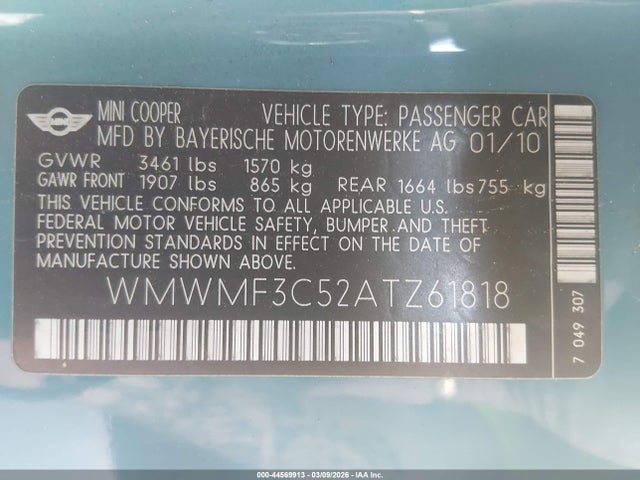 MINI COOPER VEHICLE TYPE: PASSENGER CAR
MFD BY BAYERISCHE MOTORENWERKE AG 01/10
GVWR 3461 lbs 1570 kg
GAWR FRONT 1907 lbs 865 kg REAR 1664 lbs 755 kg
THIS VEHICLE CONFORMS TO ALL APPLICABLE U.S.
FEDERAL MOTOR VEHICLE SAFETY, BUMPER AND THEFT
PREVENTION STANDARDS IN EFFECT ON THE DATE OF
MANUFACTURE SHOWN ABOVE.
WMWMF3C52ATZ61818
7 049 307
000-44569913 - 03/09/2026 - IAA Inc.